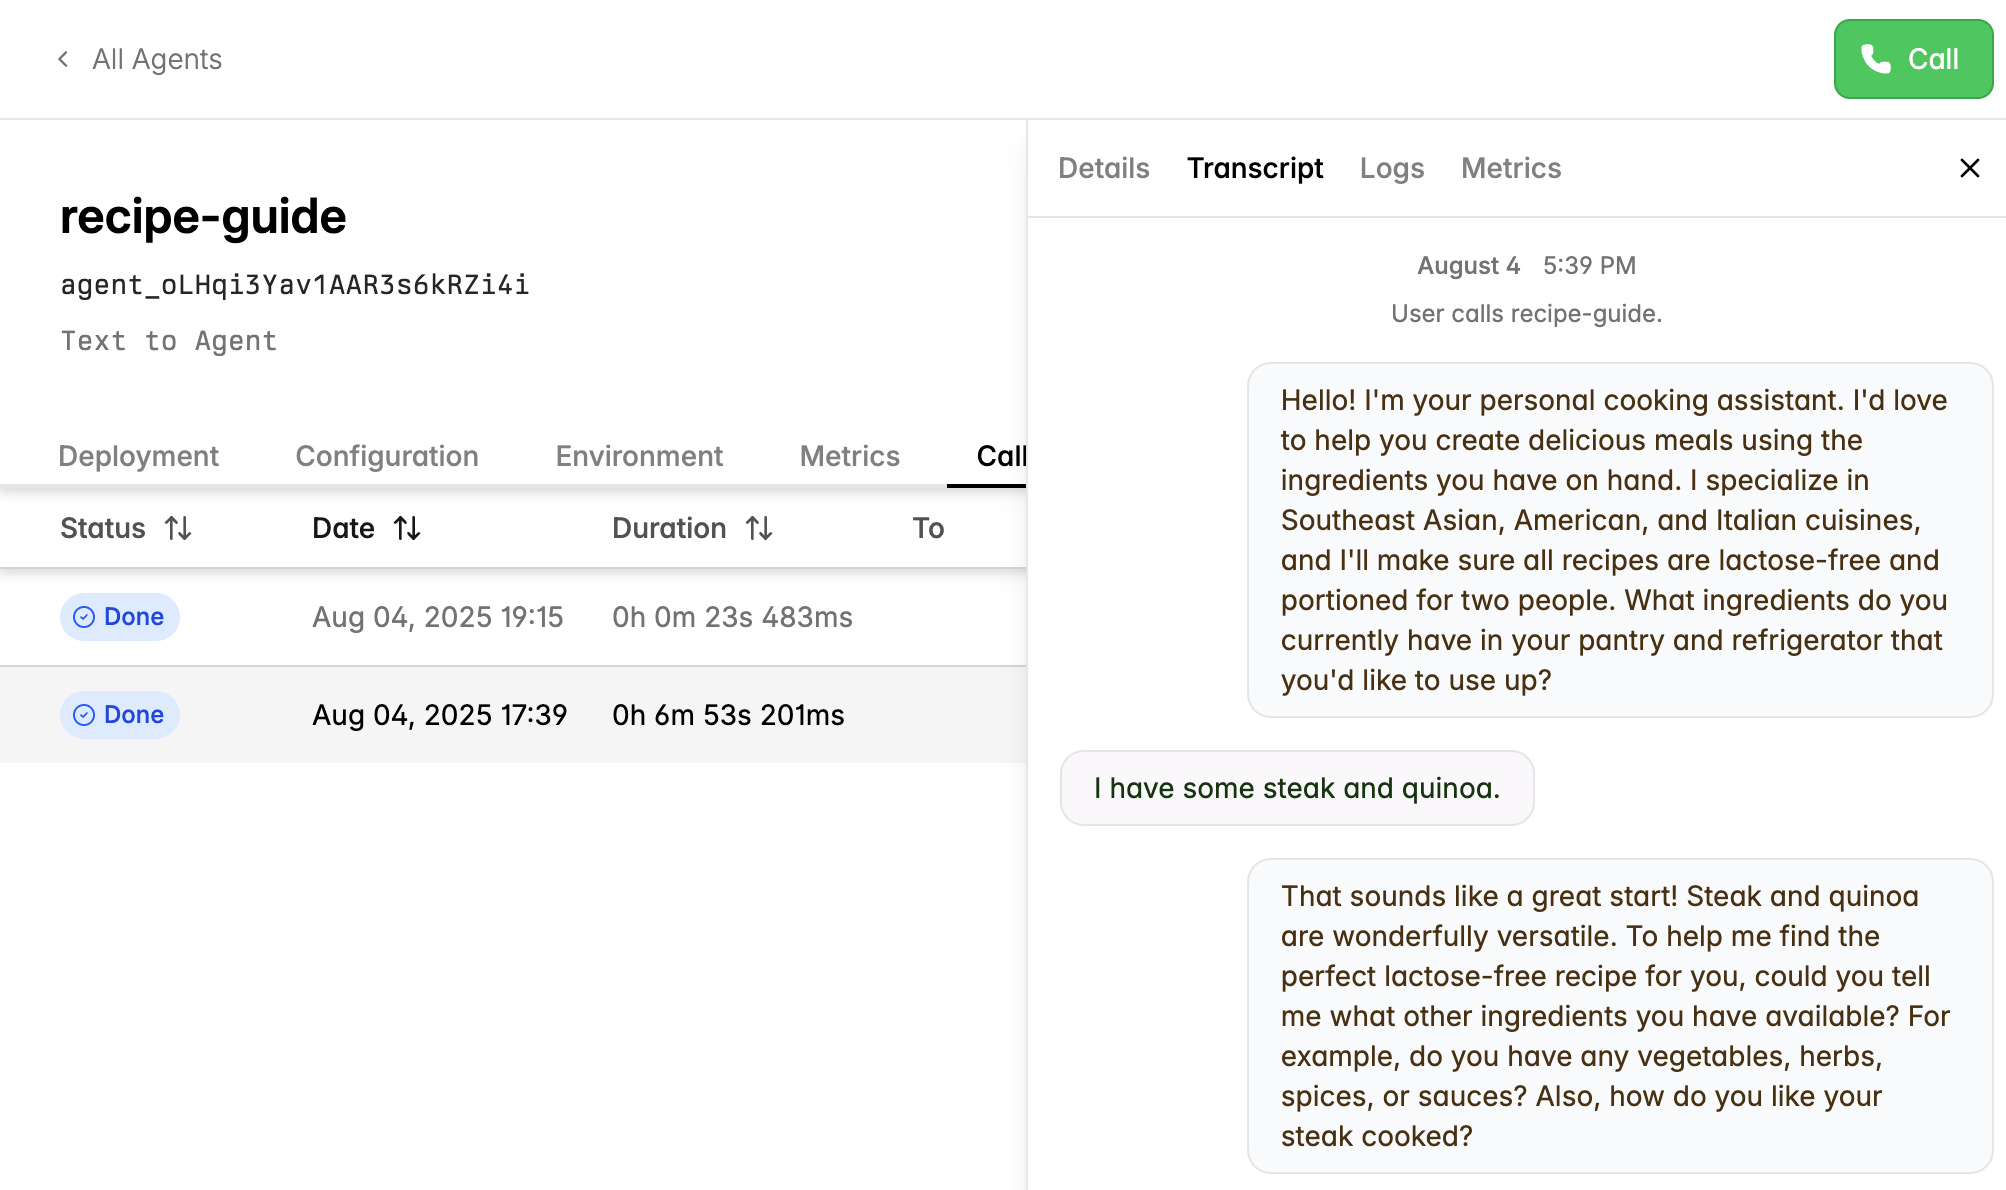 All Agents
Call
recipe-guide
agent_oLHqi3Yav1AAR3s6kRZi4i
Text to Agent
Deployment Configuration Environment Metrics Call
Status Date Duration To
Done Aug 04, 2025 19:15 0h 0m 23s 483ms
Done Aug 04, 2025 17:39 0h 6m 53s 201ms
Details Transcript Logs Metrics
August 4 5:39 PM
User calls recipe-guide.
Hello! I'm your personal cooking assistant. I'd love
to help you create delicious meals using the
ingredients you have on hand. I specialize in
Southeast Asian, American, and Italian cuisines,
and I'll make sure all recipes are lactose-free and
portioned for two people. What ingredients do you
currently have in your pantry and refrigerator that
you'd like to use up?
I have some steak and quinoa.
That sounds like a great start! Steak and quinoa
are wonderfully versatile. To help me find the
perfect lactose-free recipe for you, could you tell
me what other ingredients you have available? For
example, do you have any vegetables, herbs,
spices, or sauces? Also, how do you like your
steak cooked?